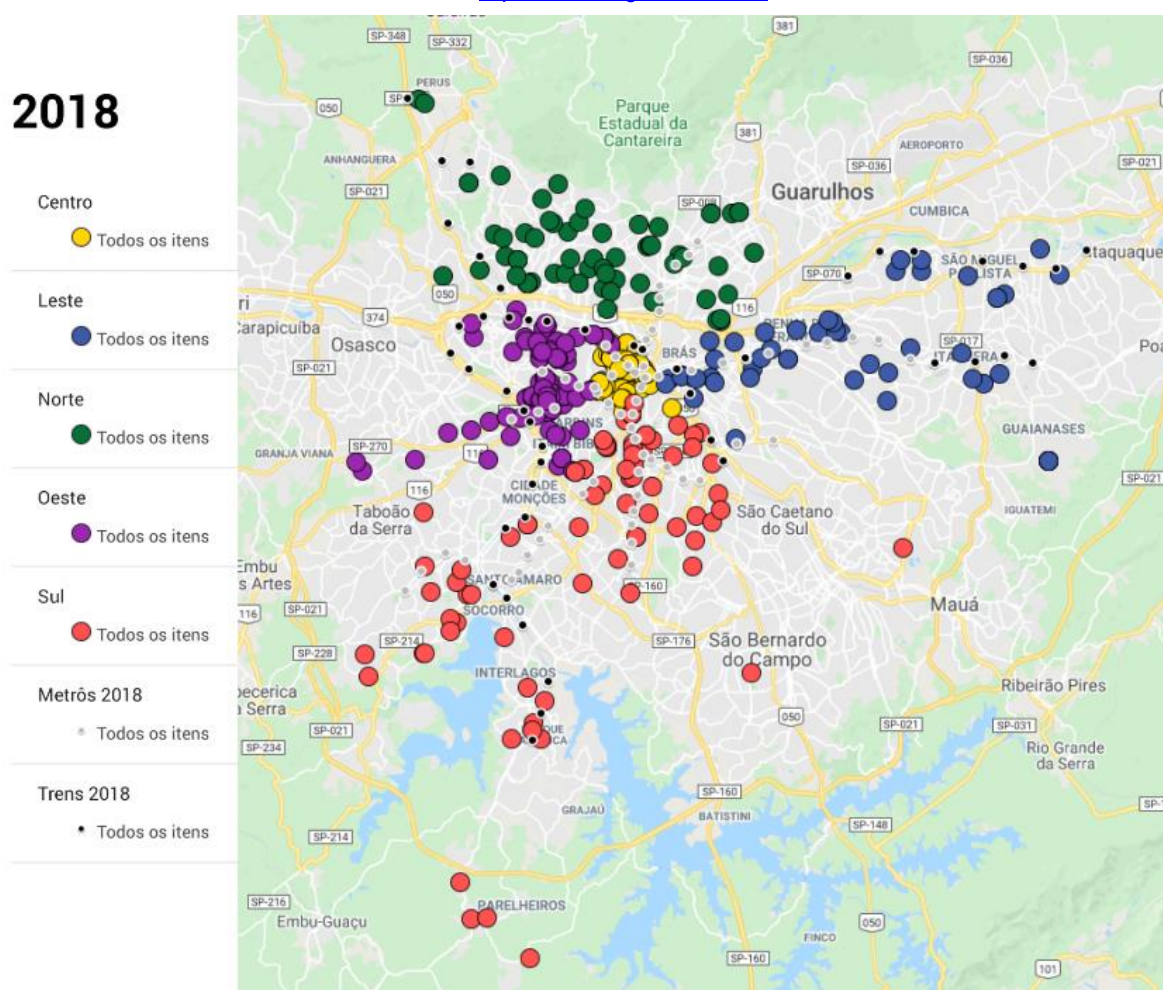 2018
Centro
Todos os itens
Leste
Todos os itens
Norte
Todos os itens
Oeste
Todos os itens
Sul
Todos os itens
Metrôs 2018
Todos os itens
Trens 2018
Todos os itens
SP-348
SP-332
381
SP-036
PERUS
050
Parque
Estadual da
Cantareira
381
ANHANGUERA
AEROPORTO
SP-036
SP-021
SP-021
Guarulhos
CUMBICA
SÃO MIGUEL
SP-070
050
116
374
Carapicuíba
Osasco
BRÁS
SP-017
SP-021
GUAIANASES
GRANJA VIANA
SP-270
116
SP-021
CIDADE
MONÇÕES
Taboão
da Serra
São Caetano
do Sul
IGUATEMI
Embu
SANTO AMARO
SP-160
SP-021
116
SOCORRO
Mauá
SP-214
SP-176
São Bernardo
do Campo
SP-228
INTERLAGOS
Ribeirão Pires
050
SP-021
SP-031
SP-021
SP-234
Rio Grande
da Serra
SP-160
GRAJAÚ
BATISTINI
SP-148
SP-214
SP-216
PARELHEIROS
Embu-Guaçu
050
FINCO
SP-160
101